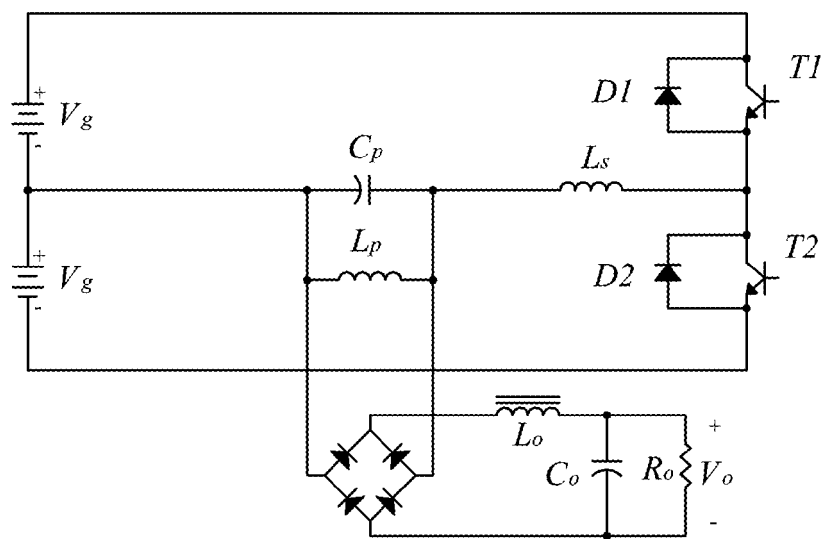 D1
T1
+
Vg
-
Cp
Ls
Lp
+
Vg
-
D2
T2
Lo
Co
Ro
+
Vo
-